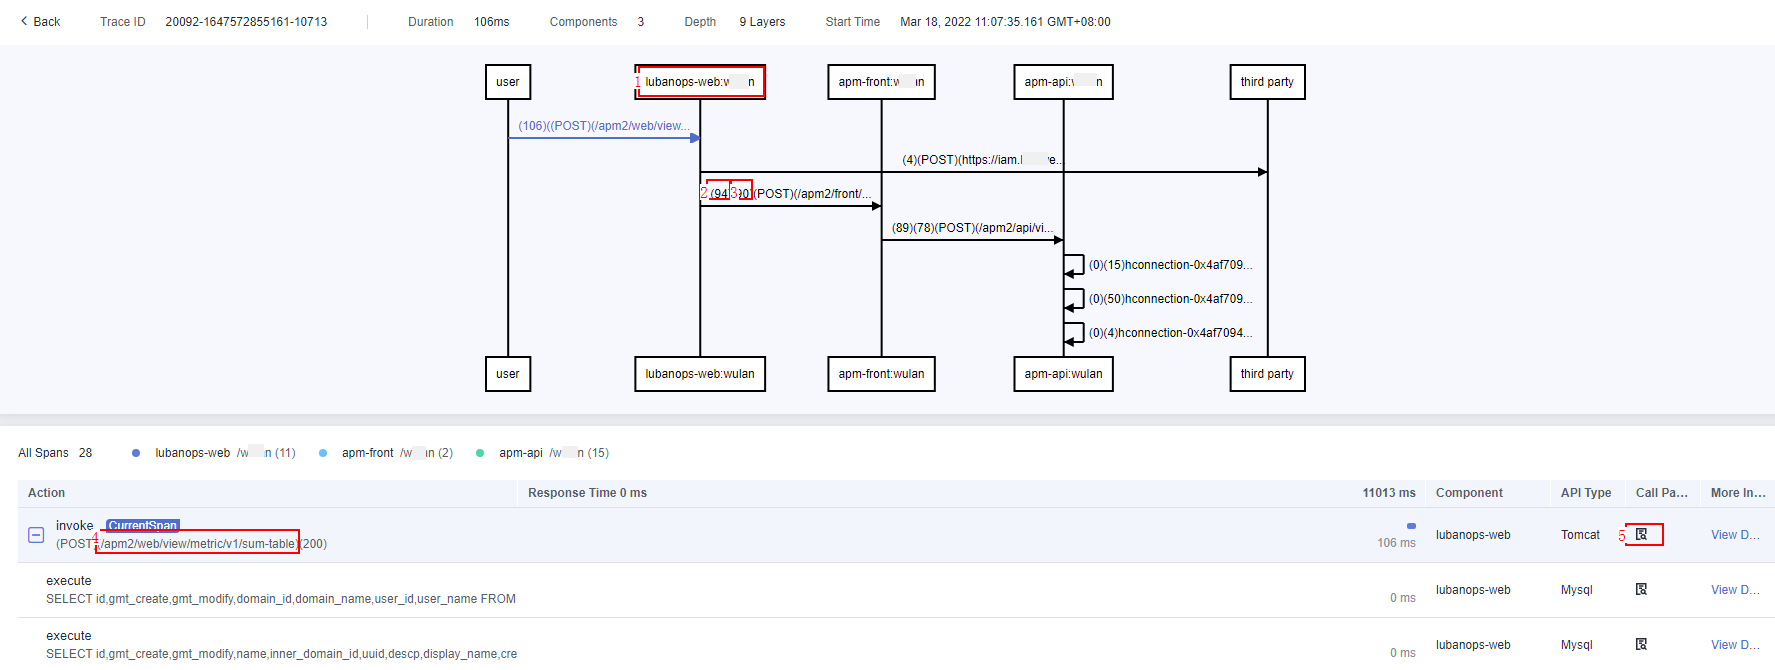 Back Trace ID 20092-1647572855161-10713 Duration 106ms Components 3 Depth 9 Layers Start Time Mar 18, 2022 11:07:35.161 GMT+08:00
user 1 lubanops-web:w n apm-front:w n apm-api: n third party
(106)((POST)(/apm2/web/view...
(4)(POST)(https://iam. e...
2 (94 3 90)(POST)(/apm2/front/...
(89)(78)(POST)(/apm2/api/vi...
(0)(15)hconnection-0x4af709...
(0)(50)hconnection-0x4af709...
(0)(4)hconnection-0x4af7094...
user lubanops-web:wulan apm-front:wulan apm-api:wulan third party
All Spans 28 lubanops-web /w n (11) apm-front /w n (2) apm-api /w n (15)
Action Response Time 0 ms 11013 ms Component API Type Call Pa... More In...
invoke CurrentSpan
4 (POST)(/apm2/web/view/metric/v1/sum-table)(200) 106 ms lubanops-web Tomcat 5 View D...
execute
SELECT id,gmt_create,gmt_modify,domain_id,domain_name,user_id,user_name FROM 0 ms lubanops-web Mysql View D...
execute
SELECT id,gmt_create,gmt_modify,name,inner_domain_id,uuid,descp,display_name,cre 0 ms lubanops-web Mysql View D...